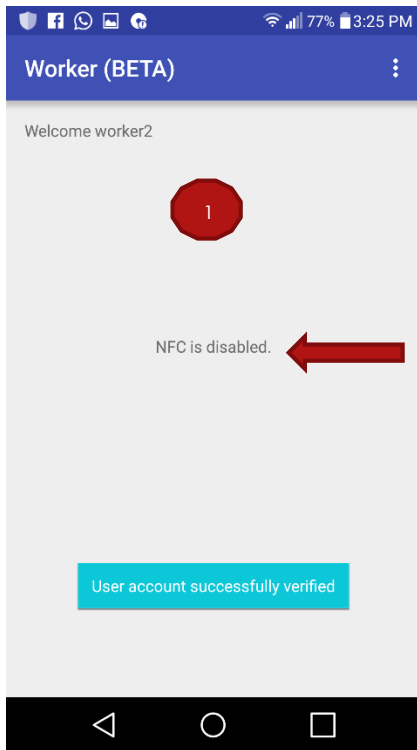 77% 3:25 PM
Worker (BETA)
Welcome worker2
1
NFC is disabled.
User account successfully verified